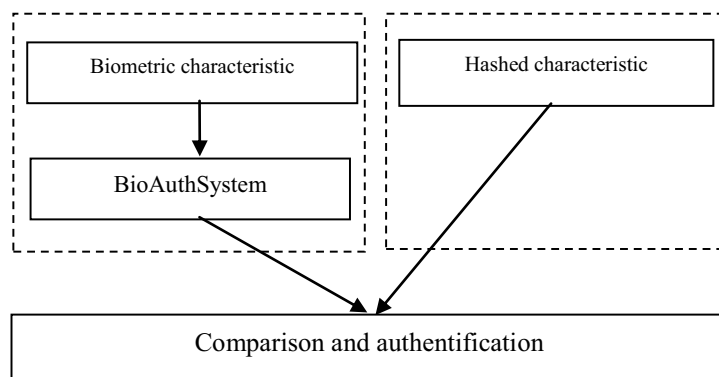 Biometric characteristic
Hashed characteristic
BioAuthSystem
Comparison and authentification